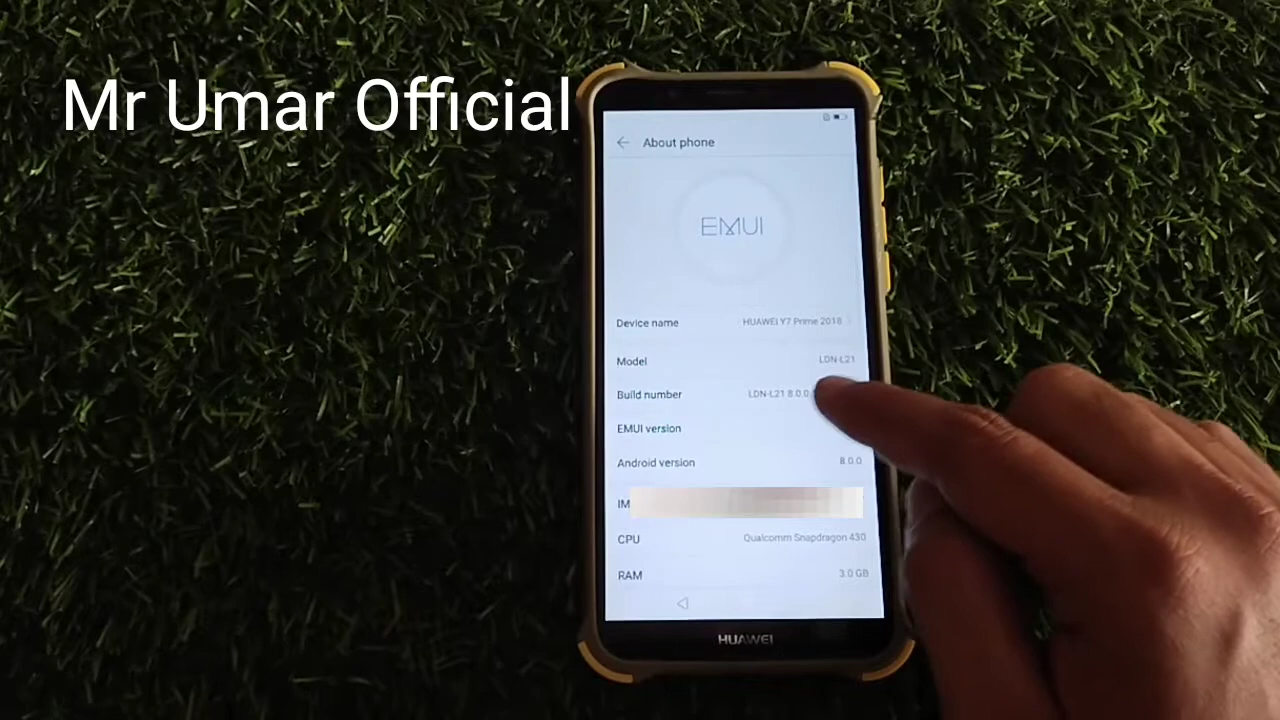 Mr Umar Official
About phone
EMUI
Device name HUAWEI Y7 Prime 2018
Model LDN-L21
Build number LDN-L21 8.0.0
EMUI version
Android version 8.0.0
IM
CPU Qualcomm Snapdragon 430
RAM 3.0 GB
HUAWEI